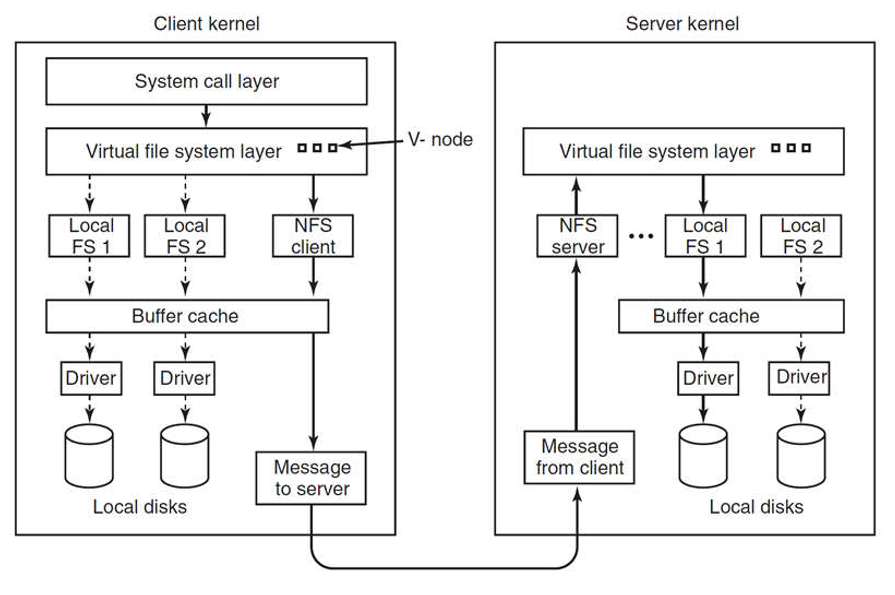 Client kernel
Server kernel
System call layer
Virtual file system layer
V- node
Virtual file system layer
Local
FS 1
Local
FS 2
NFS
client
NFS
server
Local
FS 1
Local
FS 2
Buffer cache
Buffer cache
Driver
Driver
Driver
Driver
Message
to server
Message
from client
Local disks
Local disks